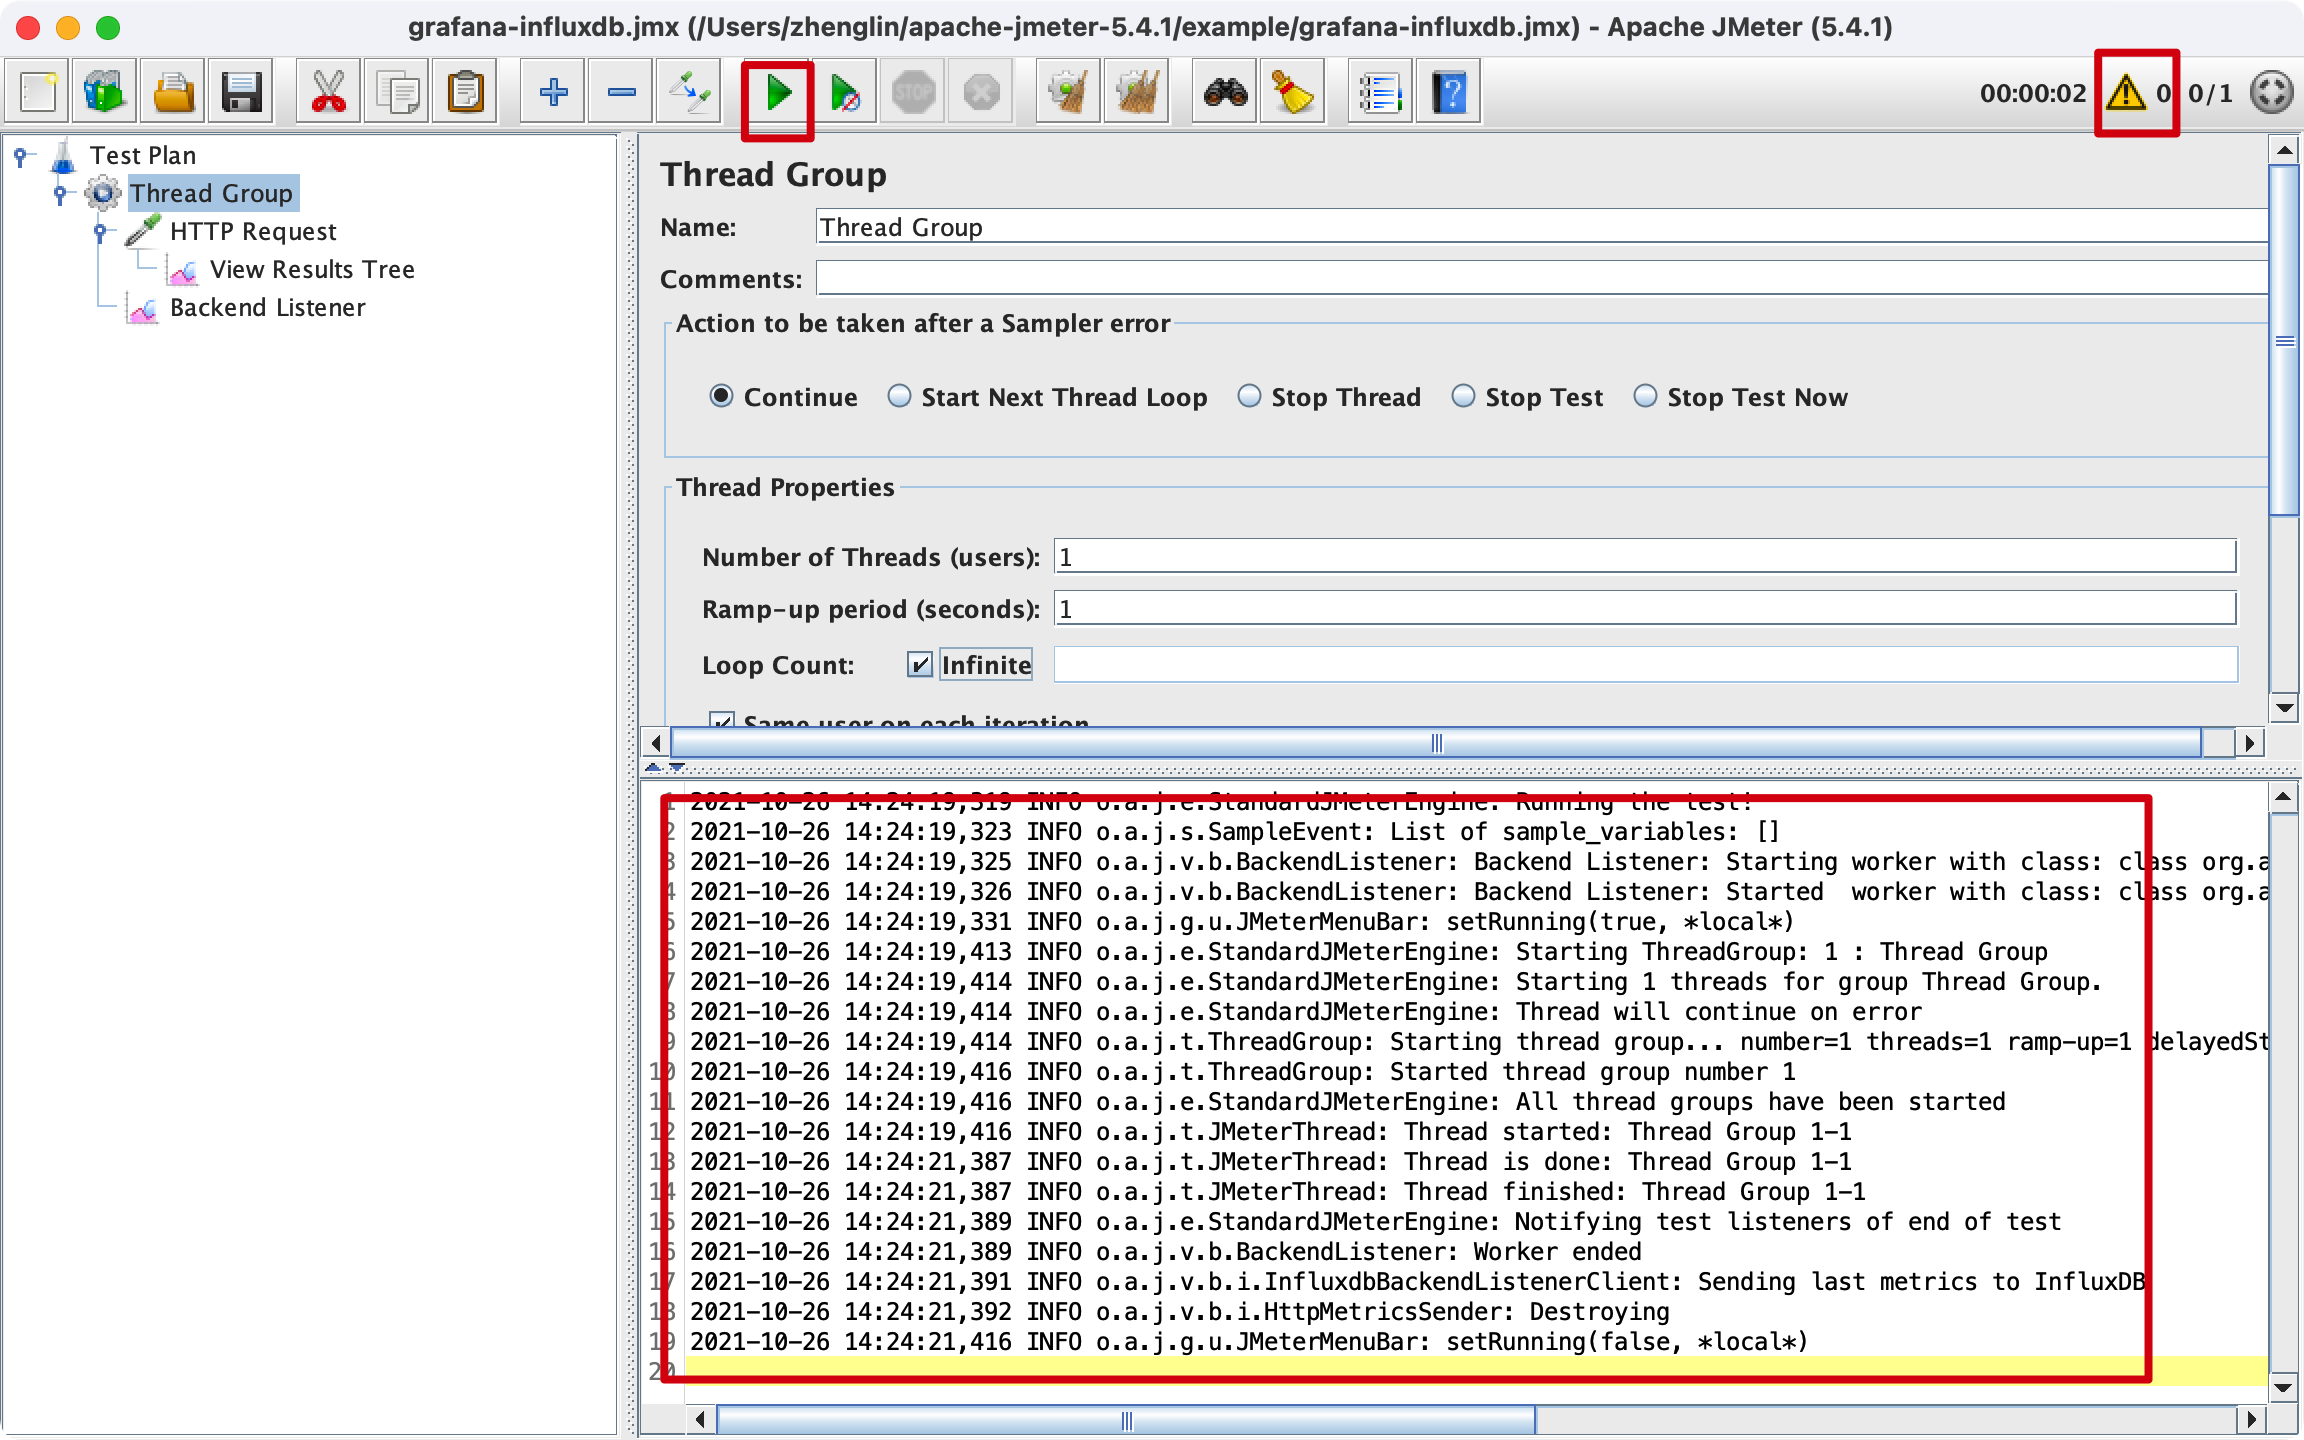 grafana-influxdb.jmx (/Users/zhenglin/apache-jmeter-5.4.1/example/grafana-influxdb.jmx) - Apache JMeter (5.4.1)
STOP
?
00:00:02 0 0/1
Test Plan
Thread Group
HTTP Request
View Results Tree
Backend Listener
Thread Group
Name: Thread Group
Comments:
Action to be taken after a Sampler error
Continue Start Next Thread Loop Stop Thread Stop Test Stop Test Now
Thread Properties
Number of Threads (users): 1
Ramp-up period (seconds): 1
Loop Count: Infinite
Same user on each iteration
1 2021-10-26 14:24:19,319 INFO o.a.j.e.StandardJMeterEngine: Running the test!
2 2021-10-26 14:24:19,323 INFO o.a.j.s.SampleEvent: List of sample_variables: []
3 2021-10-26 14:24:19,325 INFO o.a.j.v.b.BackendListener: Backend Listener: Starting worker with class: class org.a
4 2021-10-26 14:24:19,326 INFO o.a.j.v.b.BackendListener: Backend Listener: Started  worker with class: class org.a
5 2021-10-26 14:24:19,331 INFO o.a.j.g.u.JMeterMenuBar: setRunning(true, *local*)
6 2021-10-26 14:24:19,413 INFO o.a.j.e.StandardJMeterEngine: Starting ThreadGroup: 1 : Thread Group
7 2021-10-26 14:24:19,414 INFO o.a.j.e.StandardJMeterEngine: Starting 1 threads for group Thread Group.
8 2021-10-26 14:24:19,414 INFO o.a.j.e.StandardJMeterEngine: Thread will continue on error
9 2021-10-26 14:24:19,414 INFO o.a.j.t.ThreadGroup: Starting thread group... number=1 threads=1 ramp-up=1 delayedSt
10 2021-10-26 14:24:19,416 INFO o.a.j.t.ThreadGroup: Started thread group number 1
11 2021-10-26 14:24:19,416 INFO o.a.j.e.StandardJMeterEngine: All thread groups have been started
12 2021-10-26 14:24:19,416 INFO o.a.j.t.JMeterThread: Thread started: Thread Group 1-1
13 2021-10-26 14:24:21,387 INFO o.a.j.t.JMeterThread: Thread is done: Thread Group 1-1
14 2021-10-26 14:24:21,387 INFO o.a.j.t.JMeterThread: Thread finished: Thread Group 1-1
15 2021-10-26 14:24:21,389 INFO o.a.j.e.StandardJMeterEngine: Notifying test listeners of end of test
16 2021-10-26 14:24:21,389 INFO o.a.j.v.b.BackendListener: Worker ended
17 2021-10-26 14:24:21,391 INFO o.a.j.v.b.i.InfluxdbBackendListenerClient: Sending last metrics to InfluxDB
18 2021-10-26 14:24:21,392 INFO o.a.j.v.b.i.HttpMetricsSender: Destroying
19 2021-10-26 14:24:21,416 INFO o.a.j.g.u.JMeterMenuBar: setRunning(false, *local*)
20